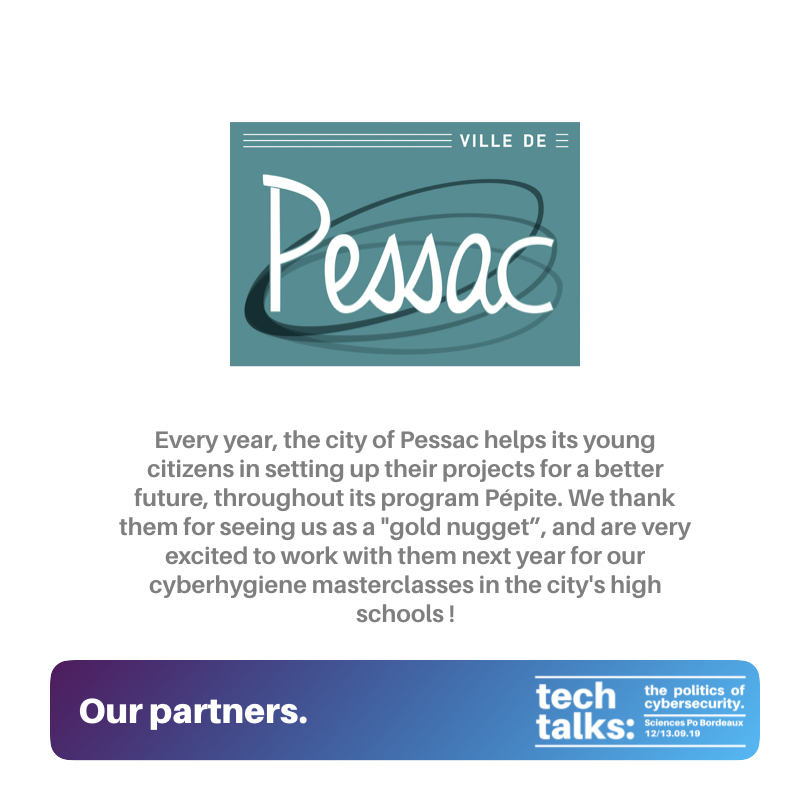 VILLE DE
Pessac
Every year, the city of Pessac helps its young
citizens in setting up their projects for a better
future, throughout its program Pépite. We thank
them for seeing us as a "gold nugget”, and are very
excited to work with them next year for our
cyberhygiene masterclasses in the city's high
schools !
Our partners.
tech
talks:
the politics of
cybersecurity.
Sciences Po Bordeaux
12/13.09.19